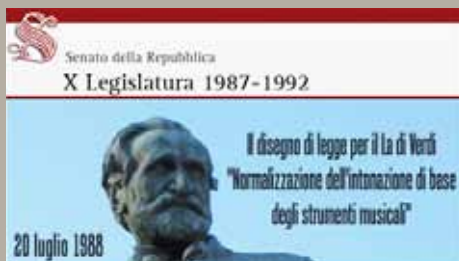 Senato della Repubblica
X Legislatura 1987-1992
Il disegno di legge per il La di Verdi
"Normalizzazione dell'intonazione di base
degli strumenti musicali"
20 luglio 1988